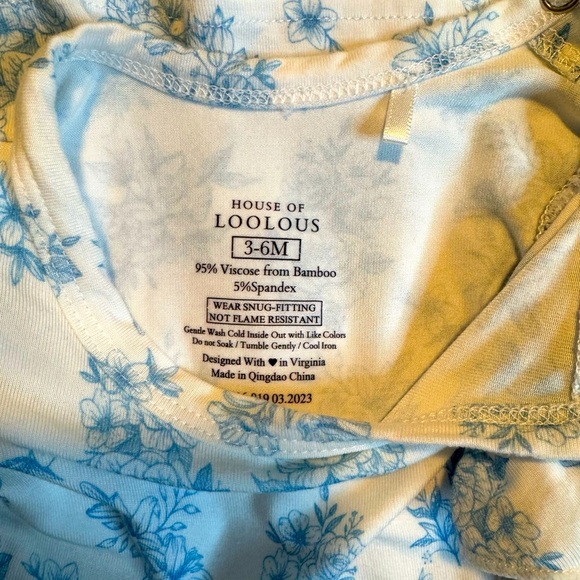 HOUSE OF
LOOLOUS
3-6M
95% Viscose from Bamboo
5%Spandex
WEAR SNUG-FITTING
NOT FLAME RESISTANT
Gentle Wash Cold Inside Out with Like Colors
Do not Soak / Tumble Gently / Cool Iron
Designed With ♥ in Virginia
Made in Qingdao China
03.2023